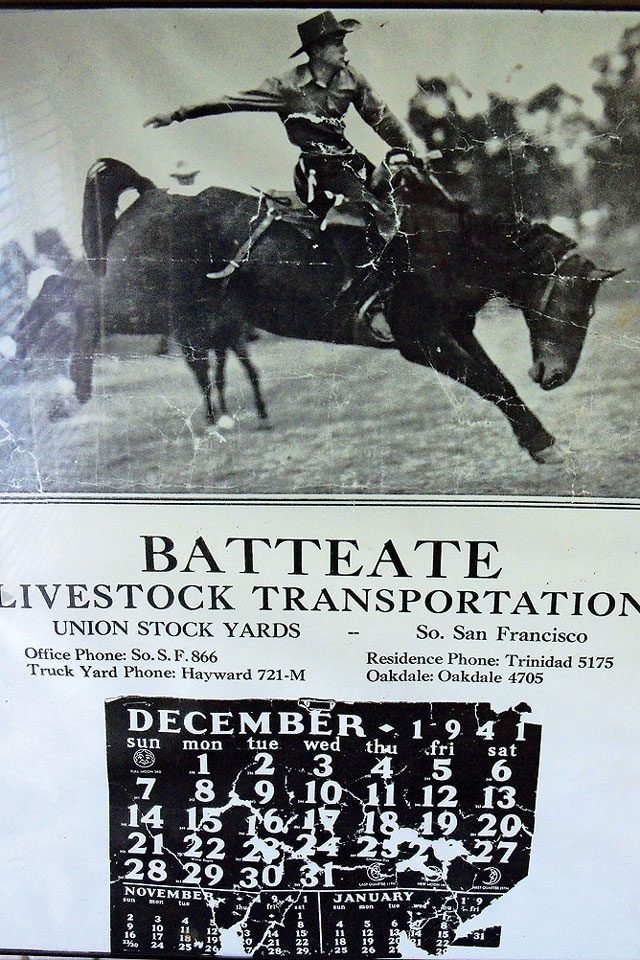 BATTEATE
LIVESTOCK TRANSPORTATION
UNION STOCK YARDS -- So. San Francisco
Office Phone: So. S. F. 866 Residence Phone: Trinidad 5175
Truck Yard Phone: Hayward 721-M Oakdale: Oakdale 4705
DECEMBER 1941
sun mon tue wed thu fri sat
1 2 3 4 5 6
7 8 9 10 11 12 13
14 15 16 17 18 19 20
21 22 23 24 25 27
28 29 30 31
NOVEMBER 1941 JANUARY